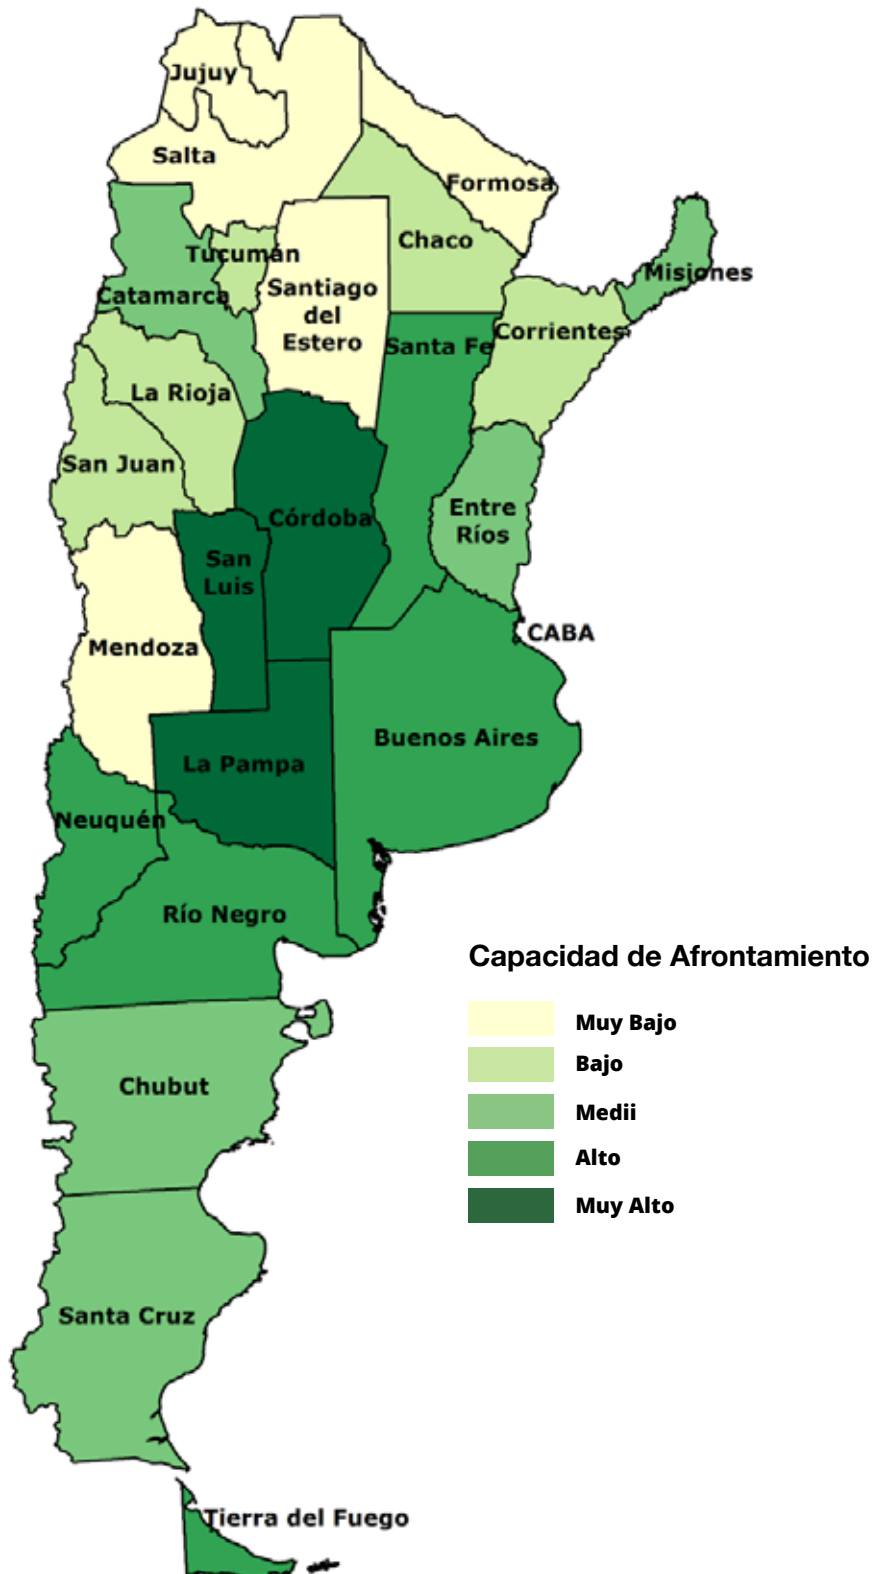 Jujuy
Salta
Formosa
Chaco
Tucumán
Misiones
Catamarca
Santiago
del
Estero
Santa Fe
Corrientes
La Rioja
San Juan
Córdoba
Entre
Ríos
San
Luis
CABA
Mendoza
Buenos Aires
La Pampa
Neuquén
Río Negro
Capacidad de Afrontamiento
Muy Bajo
Bajo
Medii
Alto
Muy Alto
Chubut
Santa Cruz
Tierra del Fuego